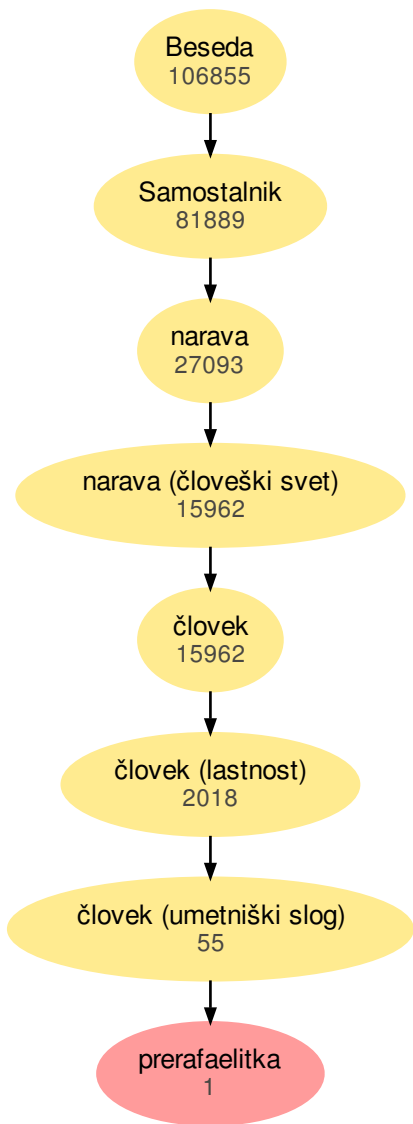 Beseda
106855
Samostalnik
81889
narava
27093
narava (človeški svet)
15962
človek
15962
človek (lastnost)
2018
človek (umetniški slog)
55
prerafaelitka
1